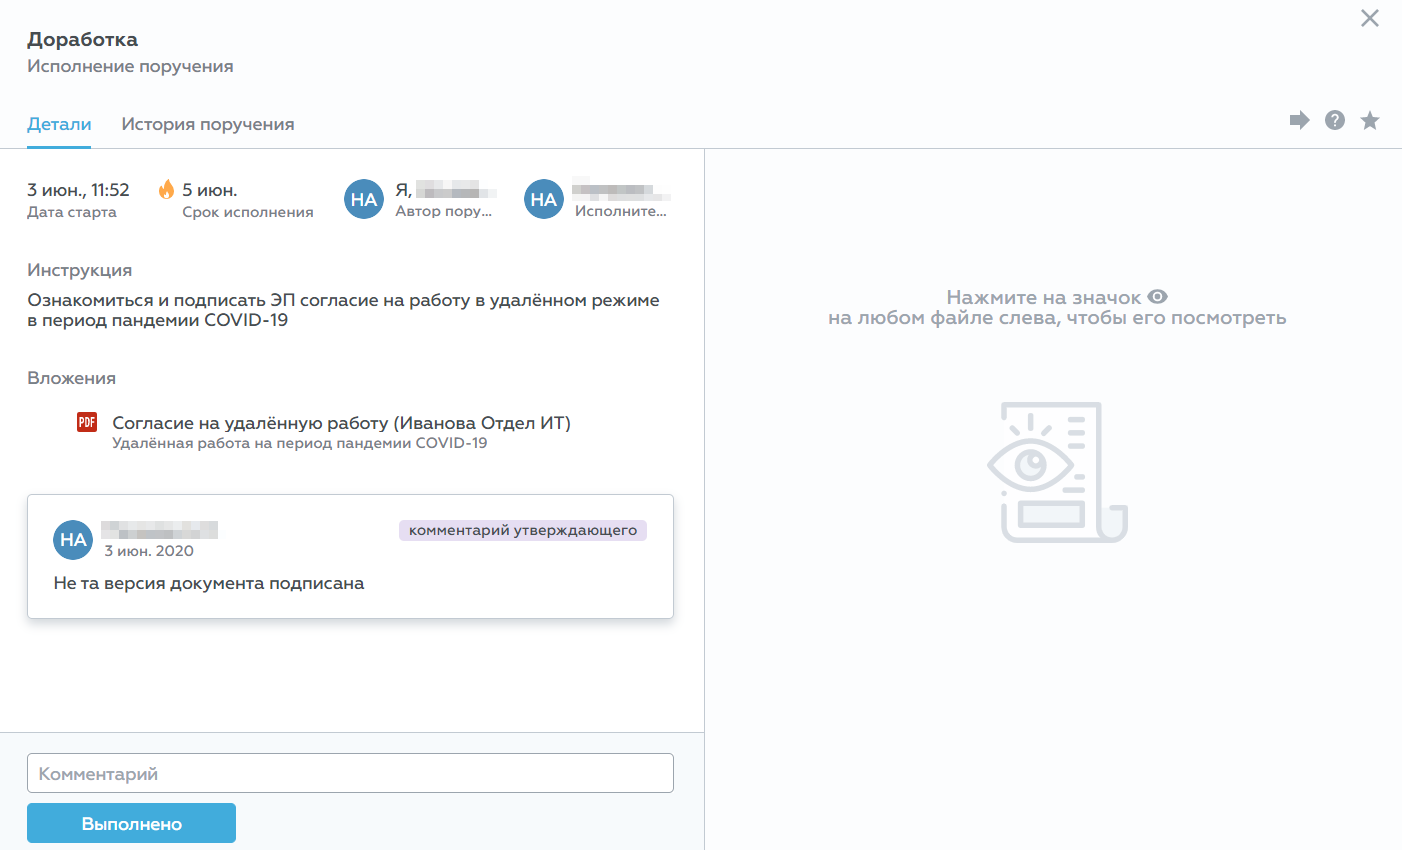 Доработка
Исполнение поручения
Детали
История поручения
3 июн., 11:52
Дата старта
5 июн.
Срок исполнения
НА
Я,
Автор пору...
НА
Исполните...
Инструкция
Ознакомиться и подписать ЭП согласие на работу в удалённом режиме
в период пандемии COVID-19
Вложения
PDF
Согласие на удалённую работу (Иванова Отдел ИТ)
Удалённая работа на период пандемии COVID-19
НА
комментарий утверждающего
3 июн. 2020
Не та версия документа подписана
Комментарий
Выполнено
Нажмите на значок
на любом файле слева, чтобы его посмотреть